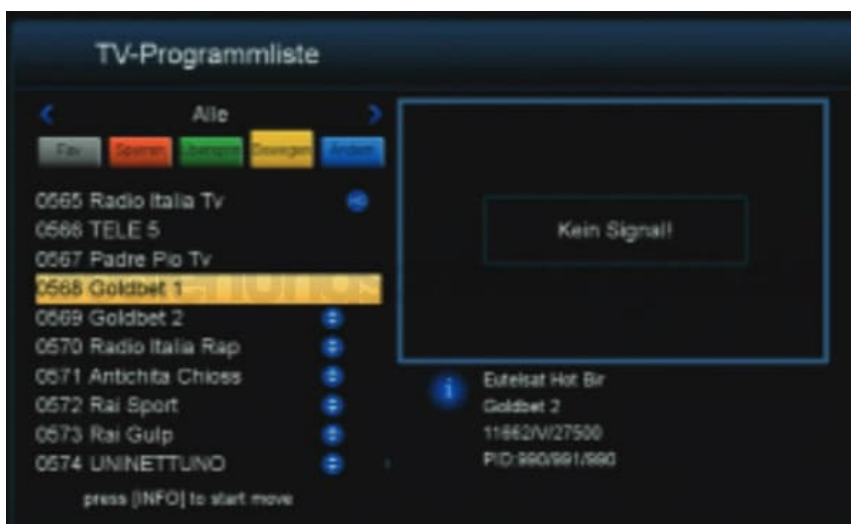 TV-Programmliste
Alle
Fav
Sperren
Bewegen
Ändern
0565 Radio Italia Tv
HD
0566 TELE 5
0567 Padre Pio Tv
0568 Goldbet 1
0569 Goldbet 2
0570 Radio Italia Rap
0571 Antichita Chioss
0572 Rai Sport
0573 Rai Gulp
0574 UNINETTUNO
press [INFO] to start move
Kein Signal!
Eutelsat Hot Bir
Goldbet 2
11662/V/27500
PID:990/991/990